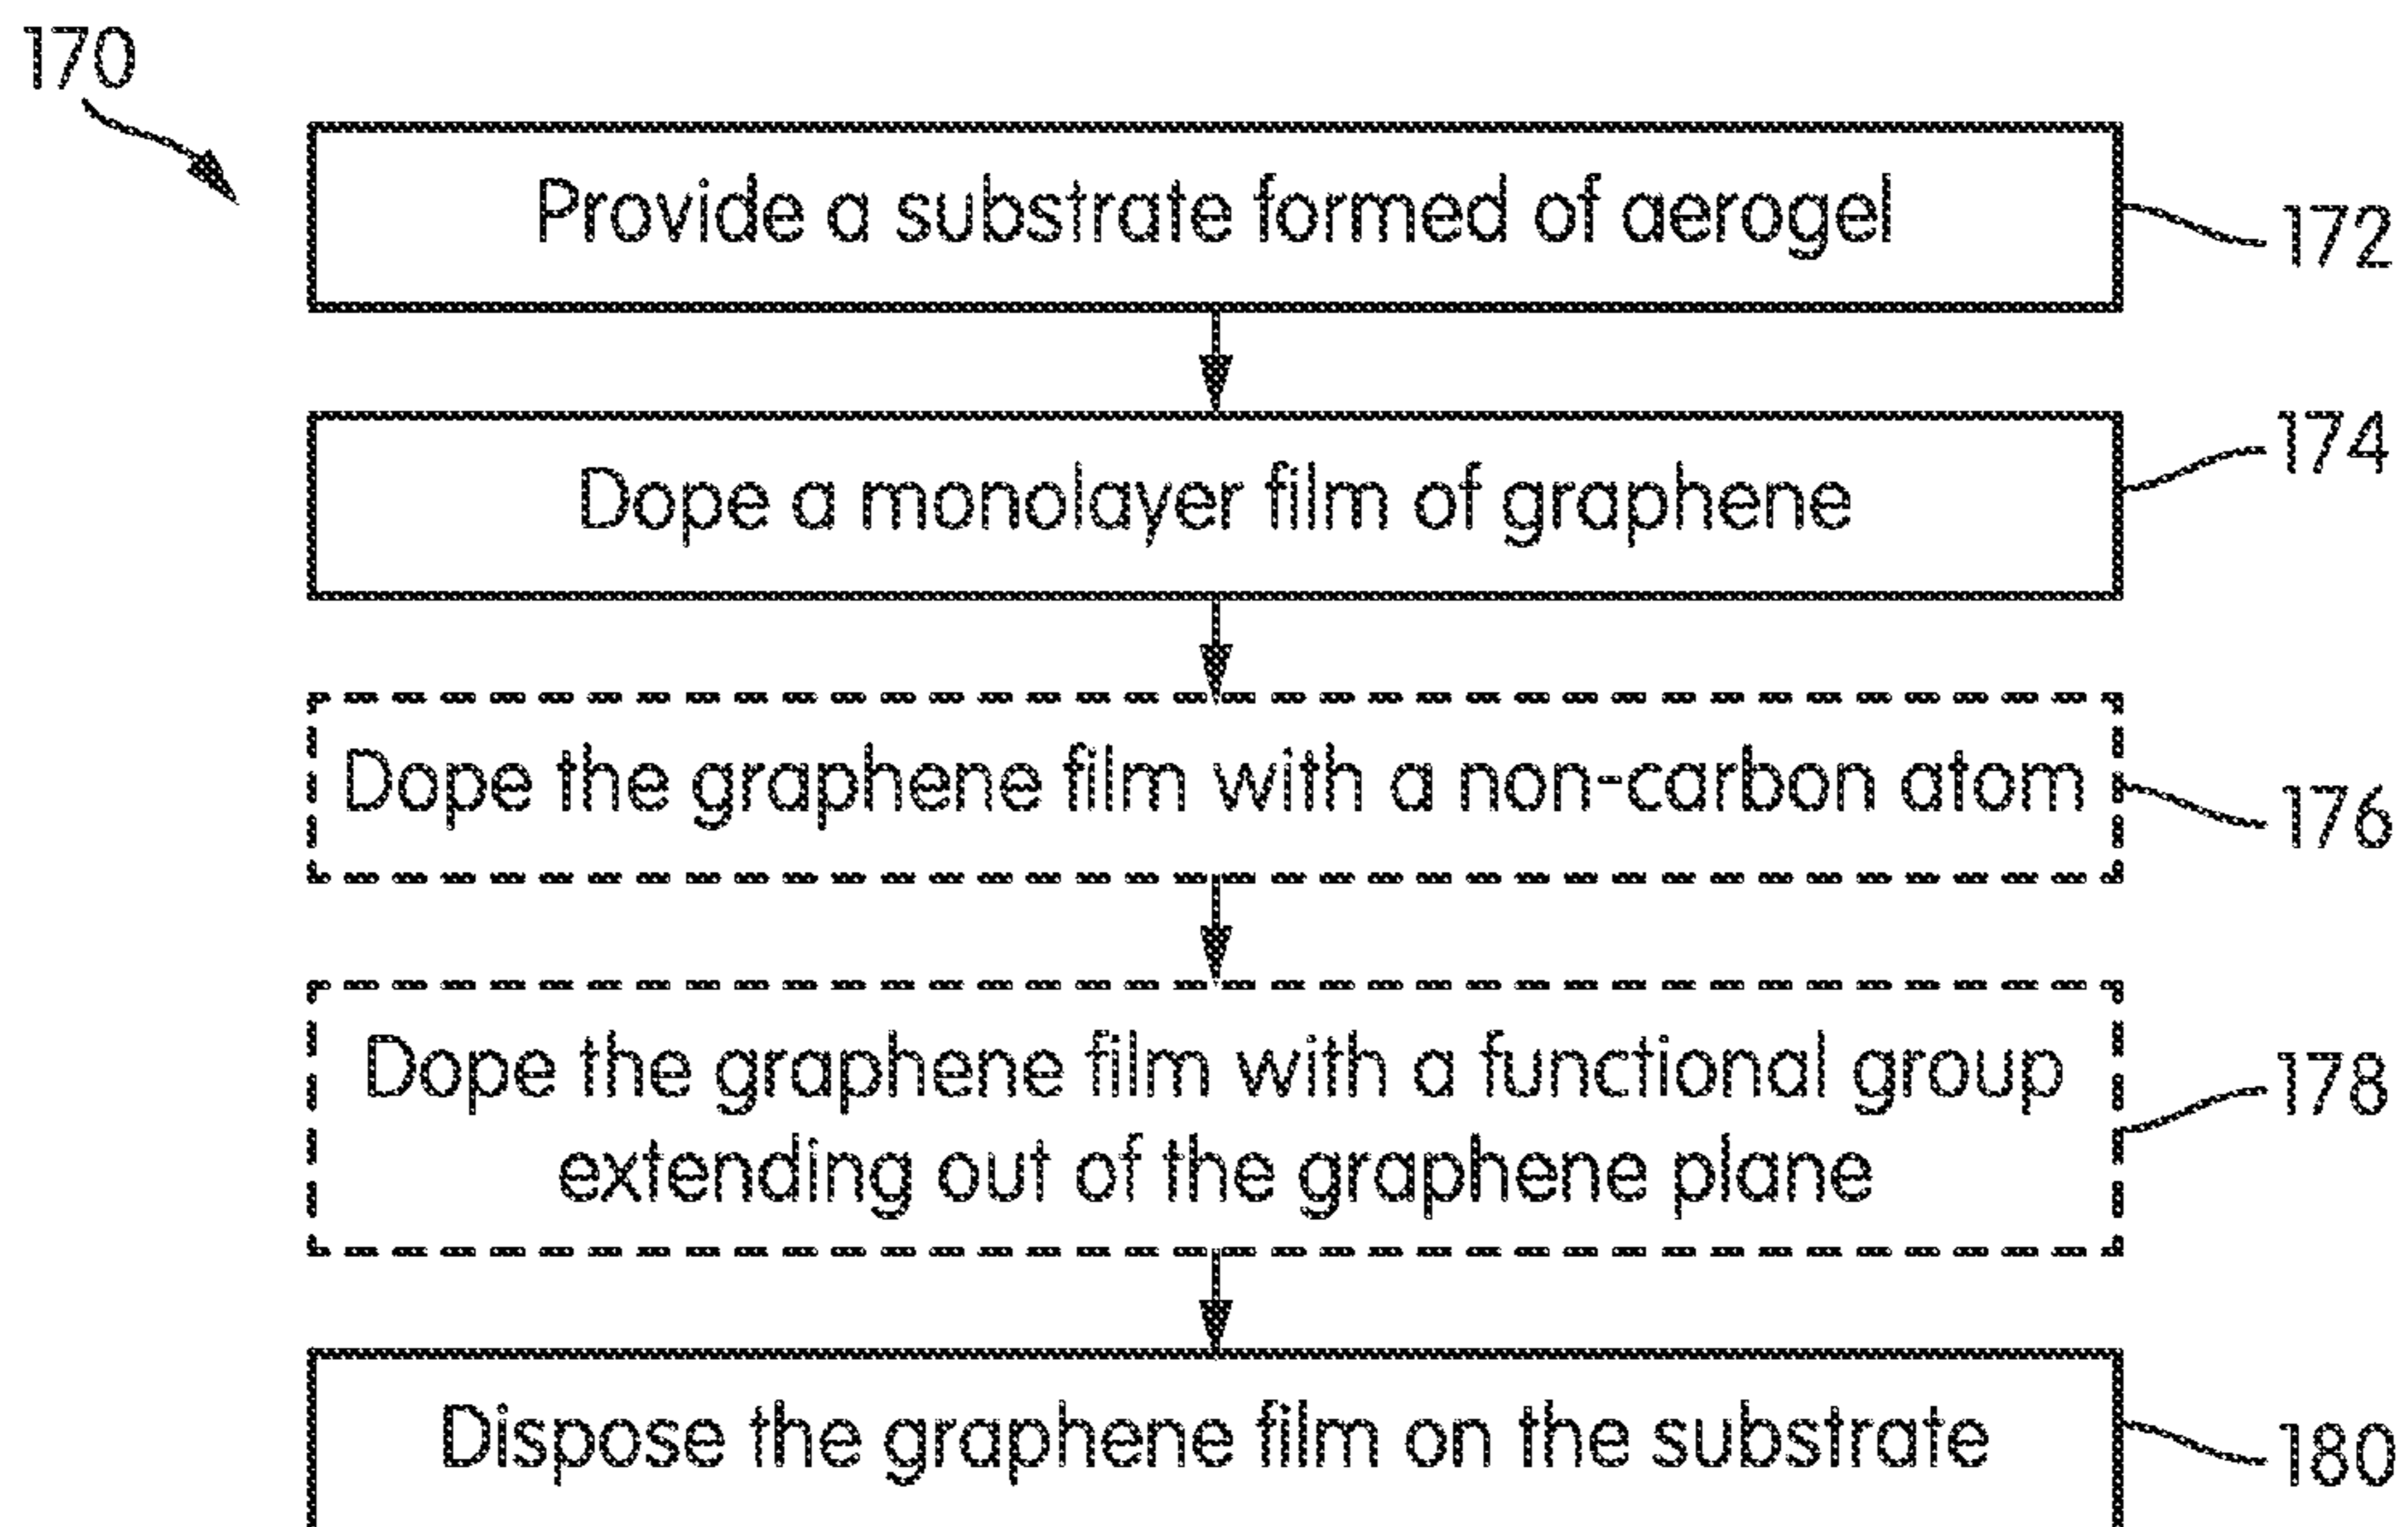 170
Provide a substrate formed of aerogel
172
Dope a monolayer film of graphene
174
Dope the graphene film with a non-carbon atom
176
Dope the graphene film with a functional group
extending out of the graphene plane
178
Dispose the graphene film on the substrate
180